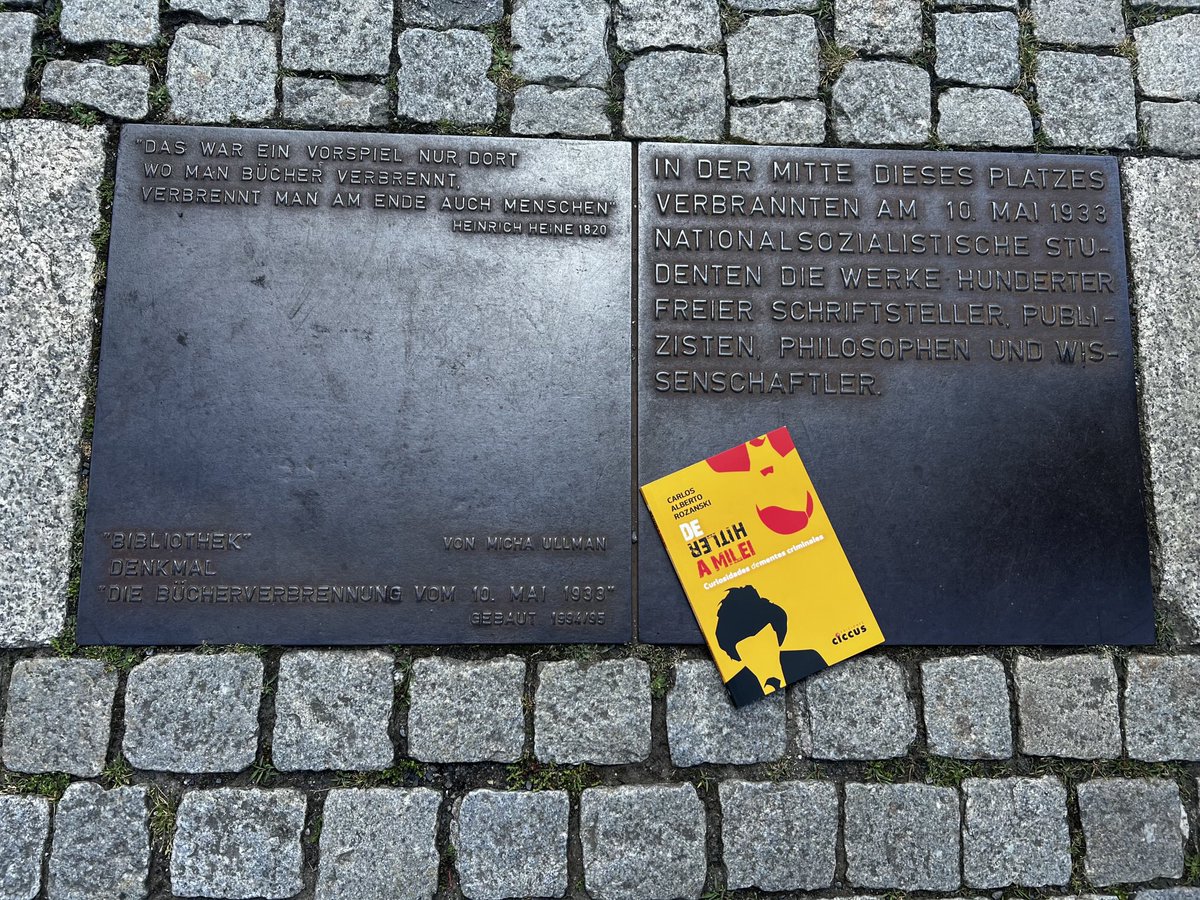 "DAS WAR EIN VORSPIEL NUR, DORT
WO MAN BÜCHER VERBRENNT,
VERBRENNT MAN AM ENDE AUCH MENSCHEN"
HEINRICH HEINE 1820
"BIBLIOTHEK"
VON MICHA ULLMAN
DENKMAL
"DIE BÜCHERVERBRENNUNG VOM 10. MAI 1933"
GEBAUT 1994/95
IN DER MITTE DIESES PLATZES
VERBRANNTEN AM 10. MAI 1933
NATIONALSOZIALISTISCHE STU-
DENTEN DIE WERKE HUNDERTER
FREIER SCHRIFTSTELLER, PUBLI-
ZISTEN, PHILOSOPHEN UND WIS-
SENSCHAFTLER.
CARLOS
ALBERTO
ROZANSKI
DE
HITLER
A MILEI
Curiosidades dementes criminales
CICCUS